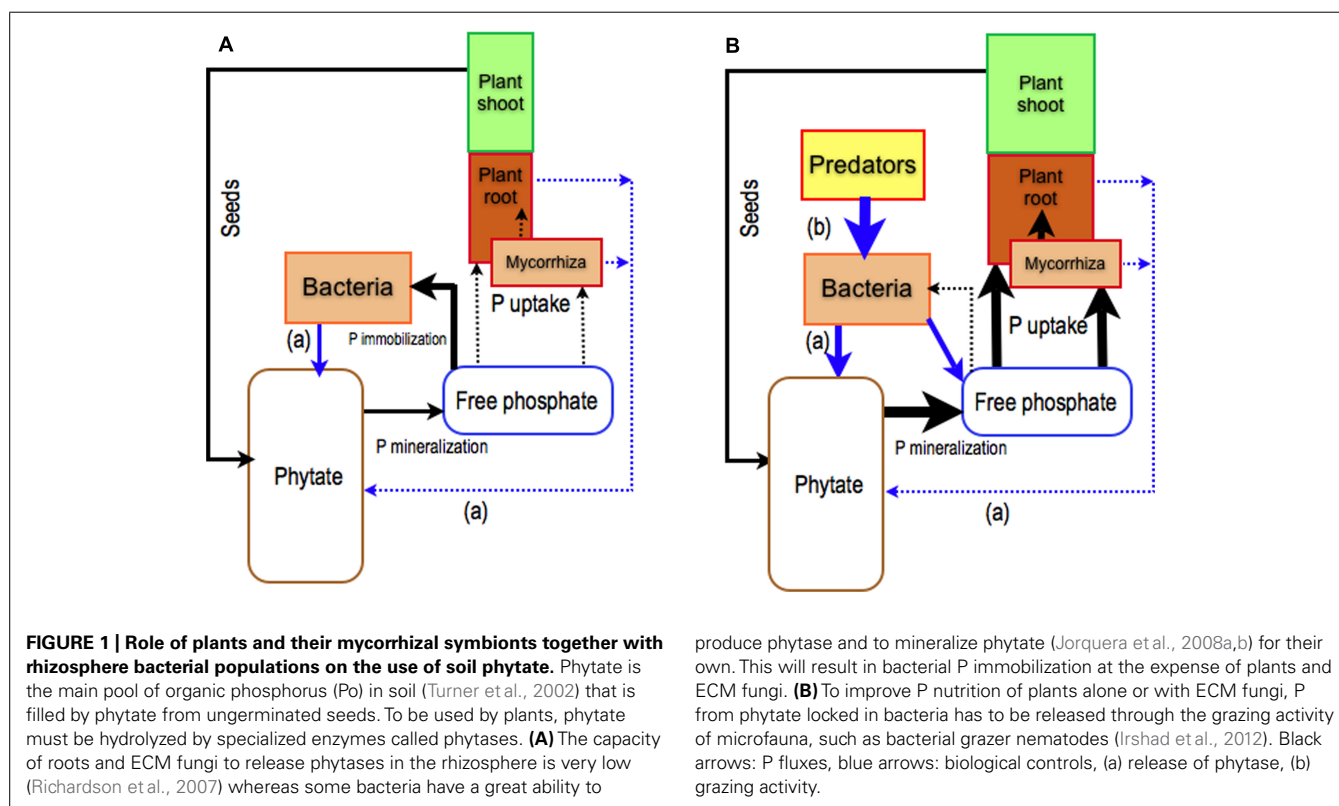 A
Plant
shoot
Plant
root
Mycorrhiza
Seeds
Bacteria
P uptake
(a)
P immobilization
Free phosphate
P mineralization
Phytate
(a)
B
Plant
shoot
Predators
Plant
root
(b)
Mycorrhiza
Seeds
Bacteria
P uptake
(a)
Free phosphate
P mineralization
Phytate
(a)
FIGURE 1 | Role of plants and their mycorrhizal symbionts together with
rhizosphere bacterial populations on the use of soil phytate. Phytate is
the main pool of organic phosphorus (Po) in soil (Turner et al., 2002) that is
filled by phytate from ungerminated seeds. To be used by plants, phytate
must be hydrolyzed by specialized enzymes called phytases. (A) The capacity
of roots and ECM fungi to release phytases in the rhizosphere is very low
(Richardson et al., 2007) whereas some bacteria have a great ability to
produce phytase and to mineralize phytate (Jorquera et al., 2008a,b) for their
own. This will result in bacterial P immobilization at the expense of plants and
ECM fungi. (B) To improve P nutrition of plants alone or with ECM fungi, P
from phytate locked in bacteria has to be released through the grazing activity
of microfauna, such as bacterial grazer nematodes (Irshad et al., 2012). Black
arrows: P fluxes, blue arrows: biological controls, (a) release of phytase, (b)
grazing activity.